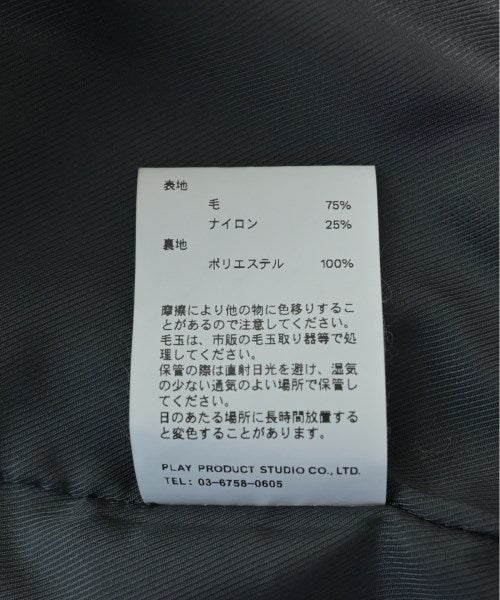 表地
毛 75%
ナイロン 25%
裏地
ポリエステル 100%
摩擦により他の物に色移りするこ
とがあるので注意してください。
毛玉は、市販の毛玉取り器等で処
理してください。
保管の際は直射日光を避け、湿気
の少ない通気のよい場所で保管し
てください。
日のあたる場所に長時間放置する
と変色することがあります。
PLAY PRODUCT STUDIO CO., LTD.
TEL: 03-6758-0605